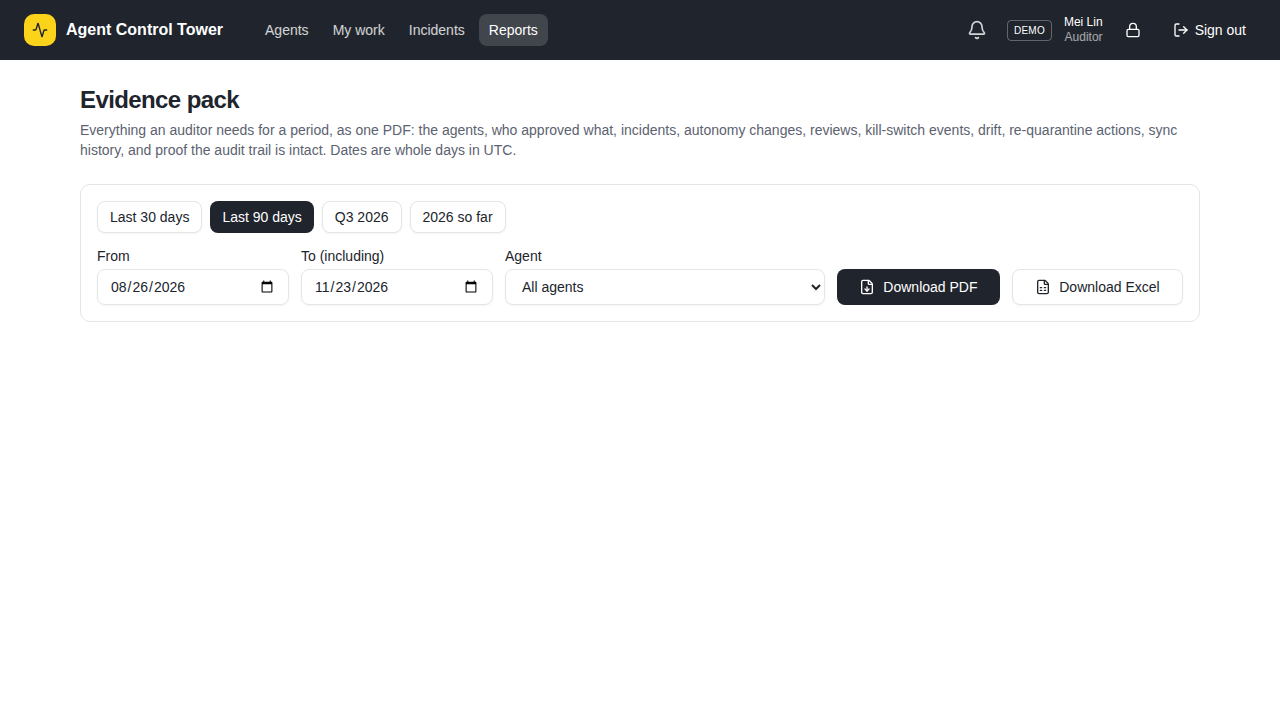 Agent Control Tower
Agents
My work
Incidents
Reports
DEMO
Mei Lin
Auditor
Sign out
Evidence pack
Everything an auditor needs for a period, as one PDF: the agents, who approved what, incidents, autonomy changes, reviews, kill-switch events, drift, re-quarantine actions, sync
history, and proof the audit trail is intact. Dates are whole days in UTC.
Last 30 days
Last 90 days
Q3 2026
2026 so far
From
To (including)
Agent
08/26/2026
11/23/2026
All agents
Download PDF
Download Excel